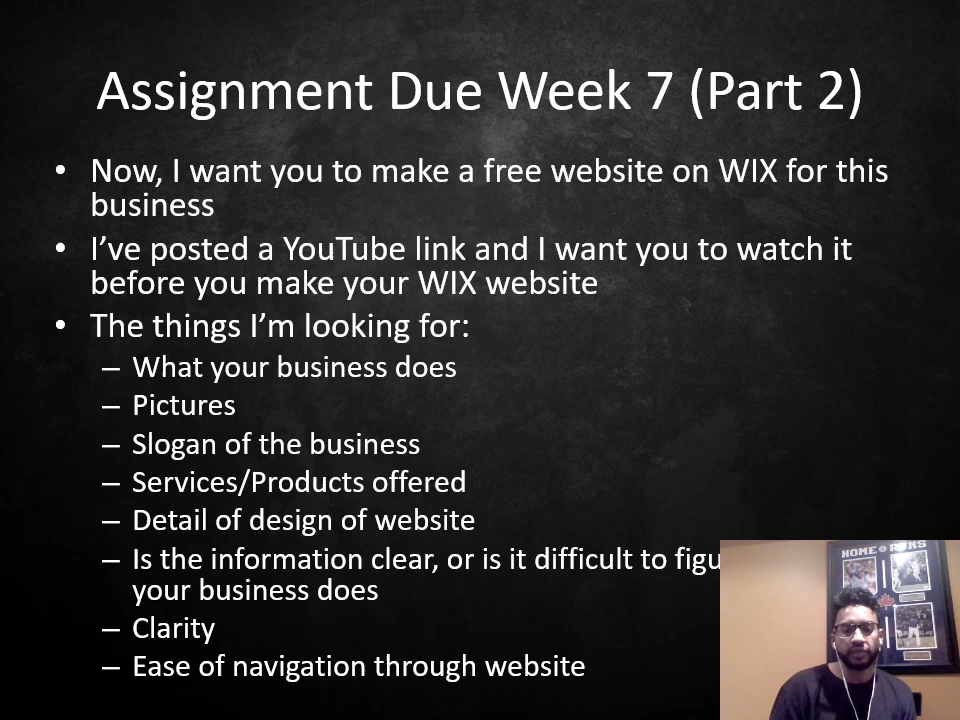 Assignment Due Week 7 (Part 2)
• Now, I want you to make a free website on WIX for this
business
• I’ve posted a YouTube link and I want you to watch it
before you make your WIX website
• The things I’m looking for:
– What your business does
– Pictures
– Slogan of the business
– Services/Products offered
– Detail of design of website
– Is the information clear, or is it difficult to
your business does
– Clarity
– Ease of navigation through website
HOME RUNS